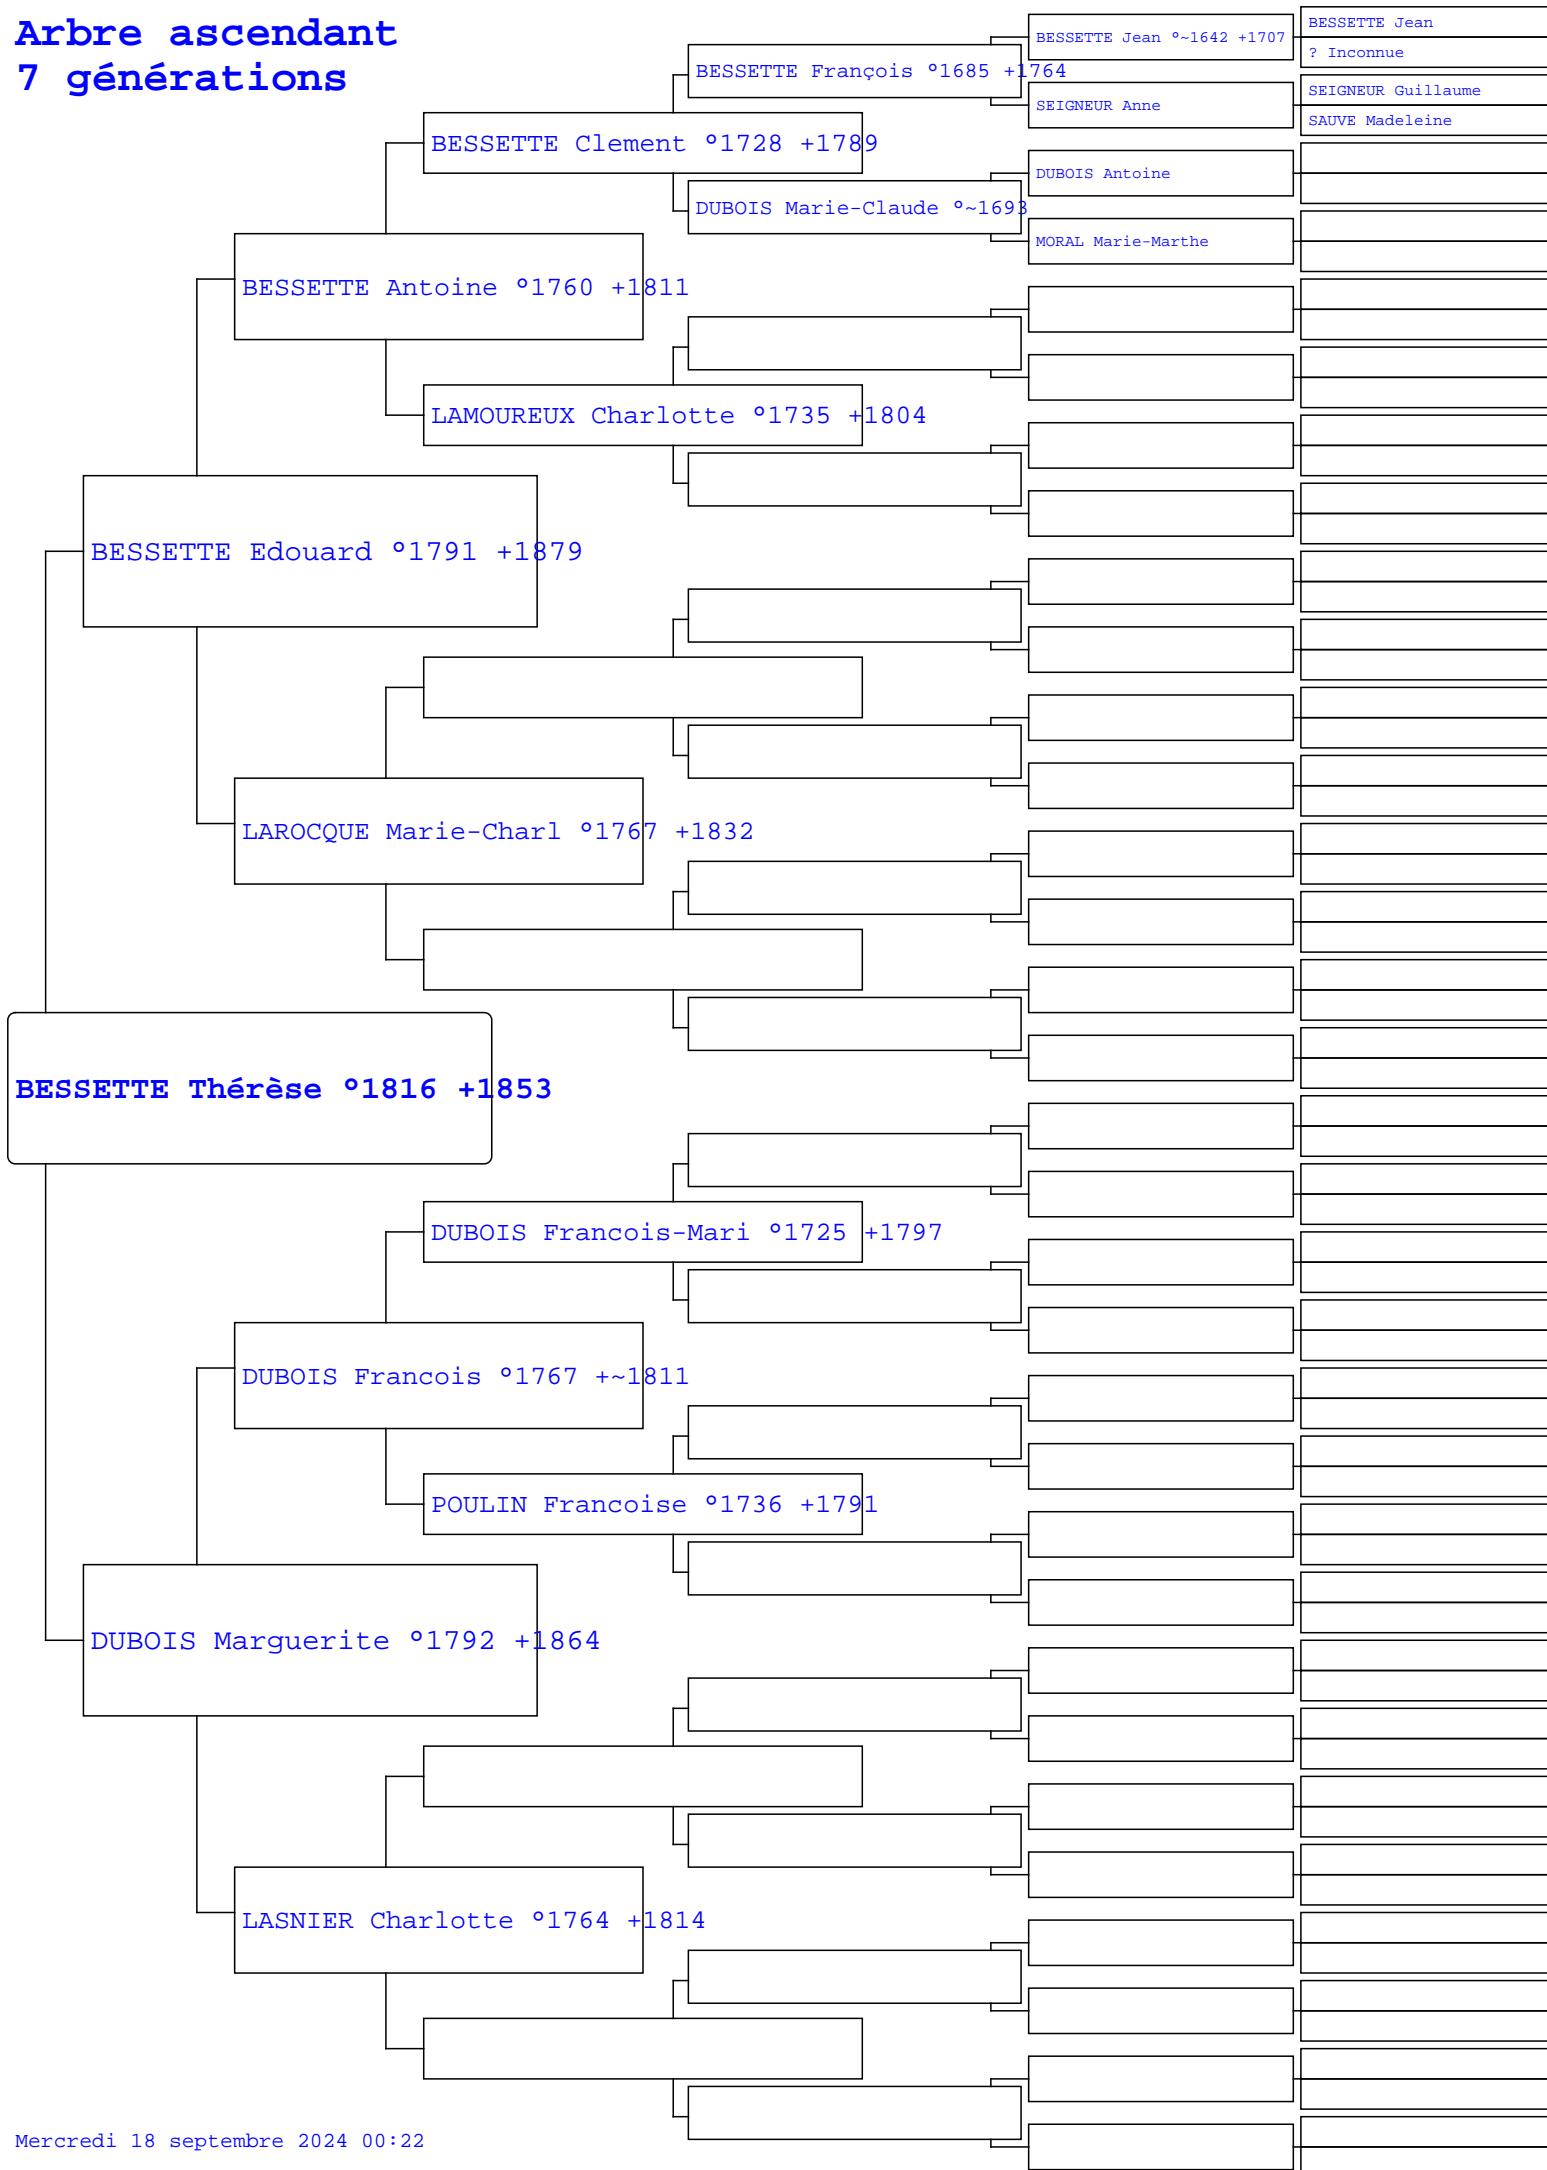 Arbre ascendant
7 générations
BESSETTE Jean
BESSETTE Jean °~1642 +1707
? Inconnue
BESSETTE François °1685 +1764
SEIGNEUR Guillaume
SEIGNEUR Anne
SAUVE Madeleine
BESSETTE Clement °1728 +1789
DUBOIS Antoine
DUBOIS Marie-Claude °~1693
MORAL Marie-Marthe
BESSETTE Antoine °1760 +1811
LAMOUREUX Charlotte °1735 +1804
BESSETTE Edouard °1791 +1879
LAROCQUE Marie-Charl °1767 +1832
BESSETTE Thérèse °1816 +1853
DUBOIS Francois-Mari °1725 +1797
DUBOIS Francois °1767 +~1811
POULIN Francoise °1736 +1791
DUBOIS Marguerite °1792 +1864
LASNIER Charlotte °1764 +1814
Mercredi 18 septembre 2024 00:22